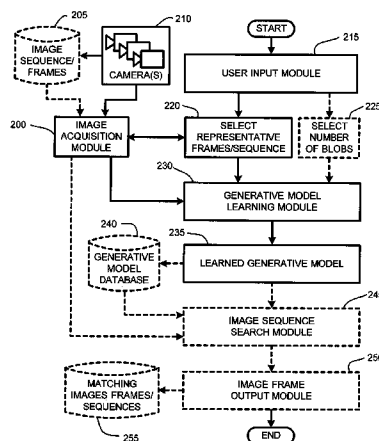 205
210
IMAGE
SEQUENCE/
FRAMES
CAMERA(S)
START
215
USER INPUT MODULE
200
220
225
IMAGE
ACQUISITION
MODULE
SELECT
REPRESENTATIVE
FRAMES/SEQUENCE
SELECT
NUMBER
OF BLOBS
230
GENERATIVE MODEL
LEARNING MODULE
240
235
GENERATIVE
MODEL
DATABASE
LEARNED GENERATIVE MODEL
245
IMAGE SEQUENCE
SEARCH MODULE
250
MATCHING
IMAGES FRAMES/
SEQUENCES
IMAGE FRAME
OUTPUT MODULE
255
END